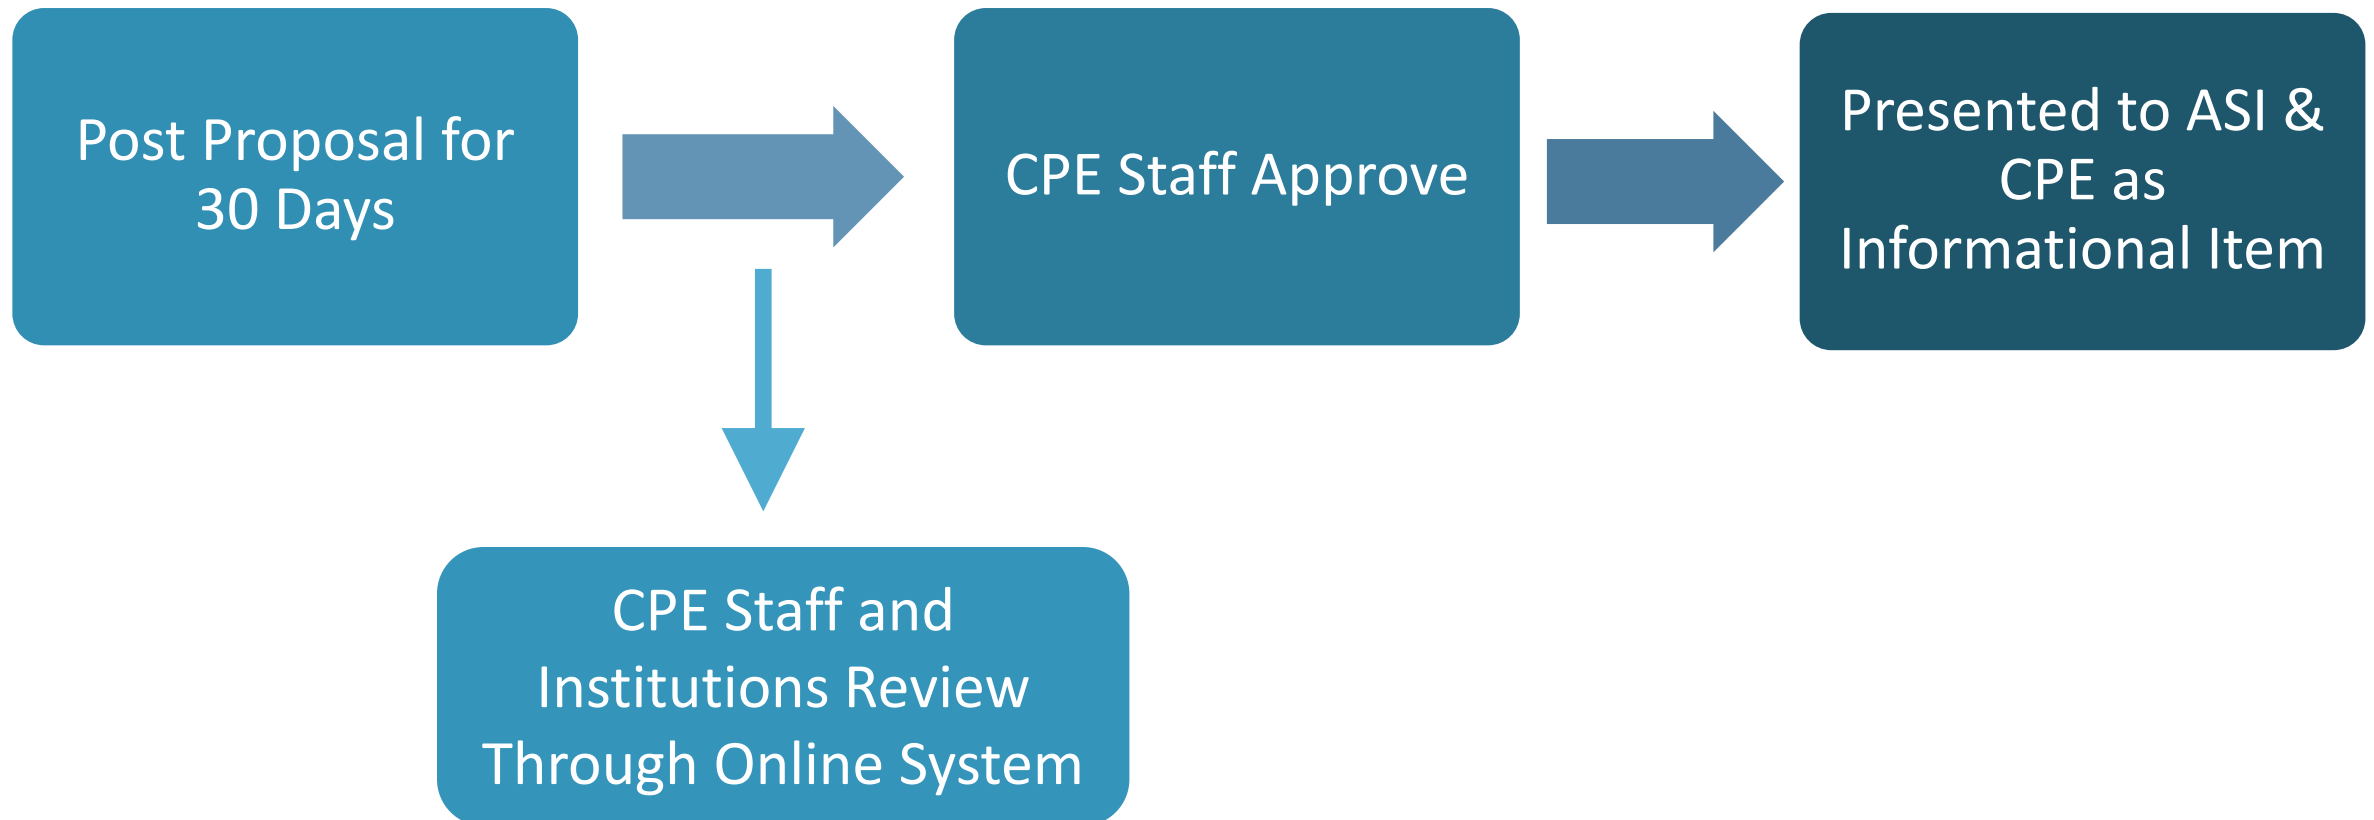 Post Proposal for
30 Days
CPE Staff Approve
Presented to ASI &
CPE as
Informational Item
CPE Staff and
Institutions Review
Through Online System